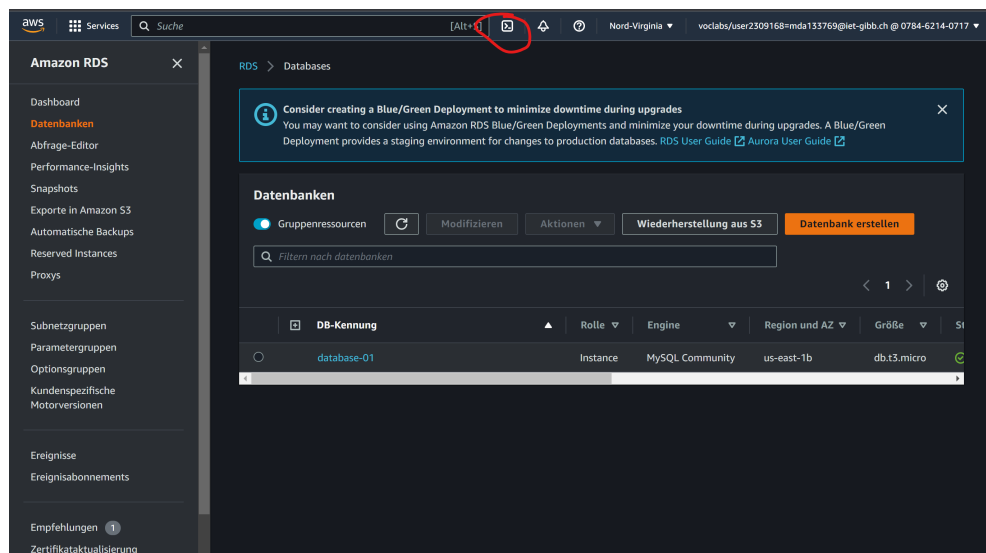 aws
Services
Suche
[Alt+S]
Nord-Virginia
voclabs/user2309168=mda133769@iet-gibb.ch @ 0784-6214-0717
Amazon RDS
Dashboard
Datenbanken
Abfrage-Editor
Performance-Insights
Snapshots
Exporte in Amazon S3
Automatische Backups
Reserved Instances
Proxys
Subnetzgruppen
Parametergruppen
Optionsgruppen
Kundenspezifische
Motorversionen
Ereignisse
Ereignisabonnements
Empfehlungen 1
Zertifikataktualisierung
RDS > Databases
Consider creating a Blue/Green Deployment to minimize downtime during upgrades
You may want to consider using Amazon RDS Blue/Green Deployments and minimize your downtime during upgrades. A Blue/Green
Deployment provides a staging environment for changes to production databases. RDS User Guide Aurora User Guide
Datenbanken
Gruppenressourcen
Modifizieren
Aktionen
Wiederherstellung aus S3
Datenbank erstellen
Filtern nach datenbanken
< 1 >
DB-Kennung
Rolle
Engine
Region und AZ
Größe
St
database-01
Instance
MySQL Community
us-east-1b
db.t3.micro